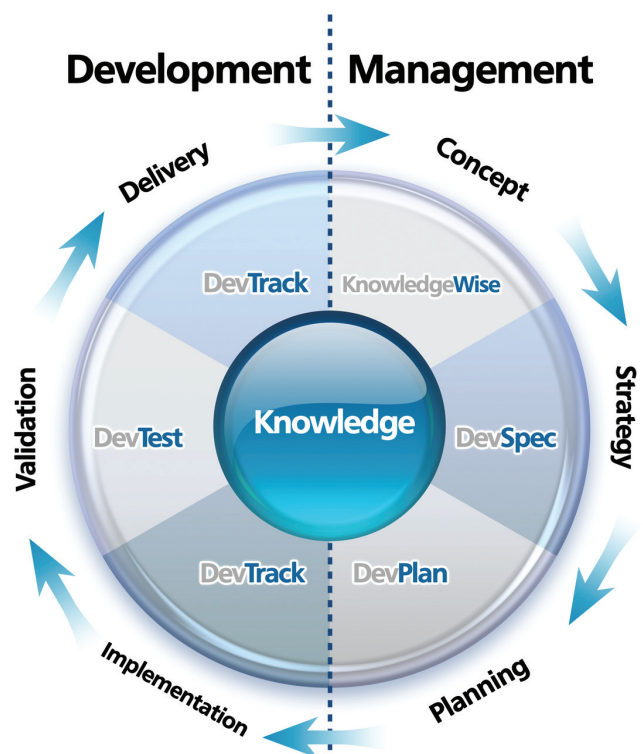 Development
Management
Delivery
Concept
DevTrack
KnowledgeWise
Validation
DevTest
Knowledge
DevSpec
Strategy
DevTrack
DevPlan
Implementation
Planning